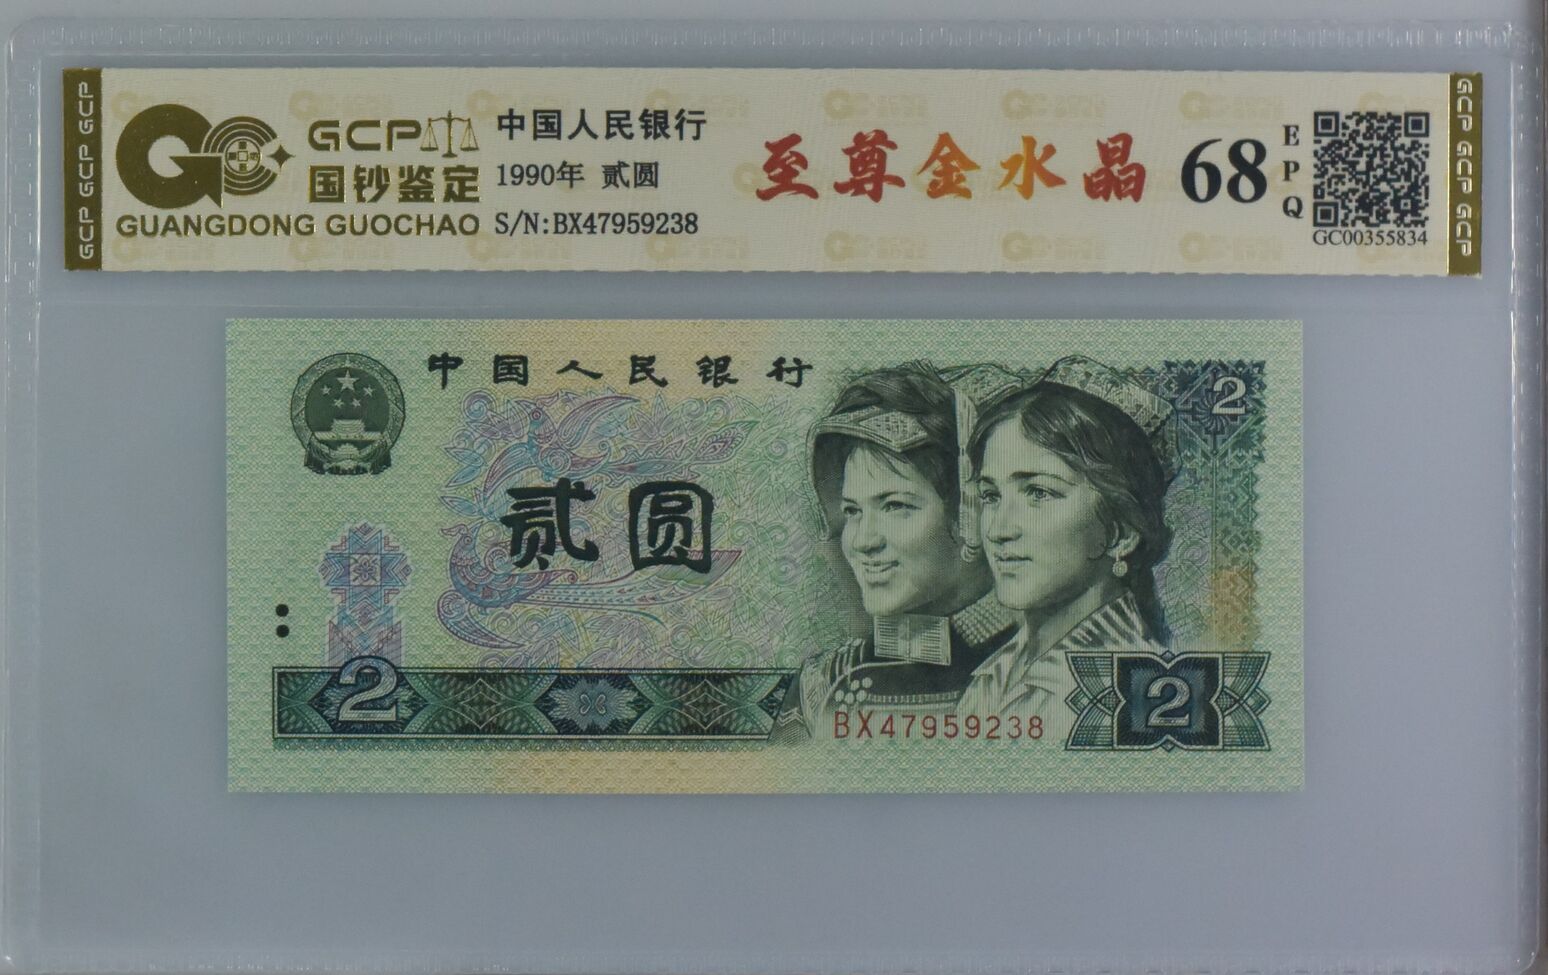 GCP GCP GCP
GCP
国钞鉴定
GUANGDONG GUOCHAO
中国人民银行
1990年 贰圆
S/N:BX47959238
至尊金水晶
68
EPQ
GC00355834
GCP GCP GCP
中国人民银行
2
贰圆
2
BX47959238
2